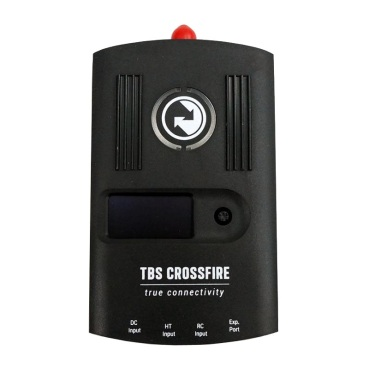 TBS CROSSFIRE
true connectivity
DC Input
HT Input
RC Input
Exp. Port